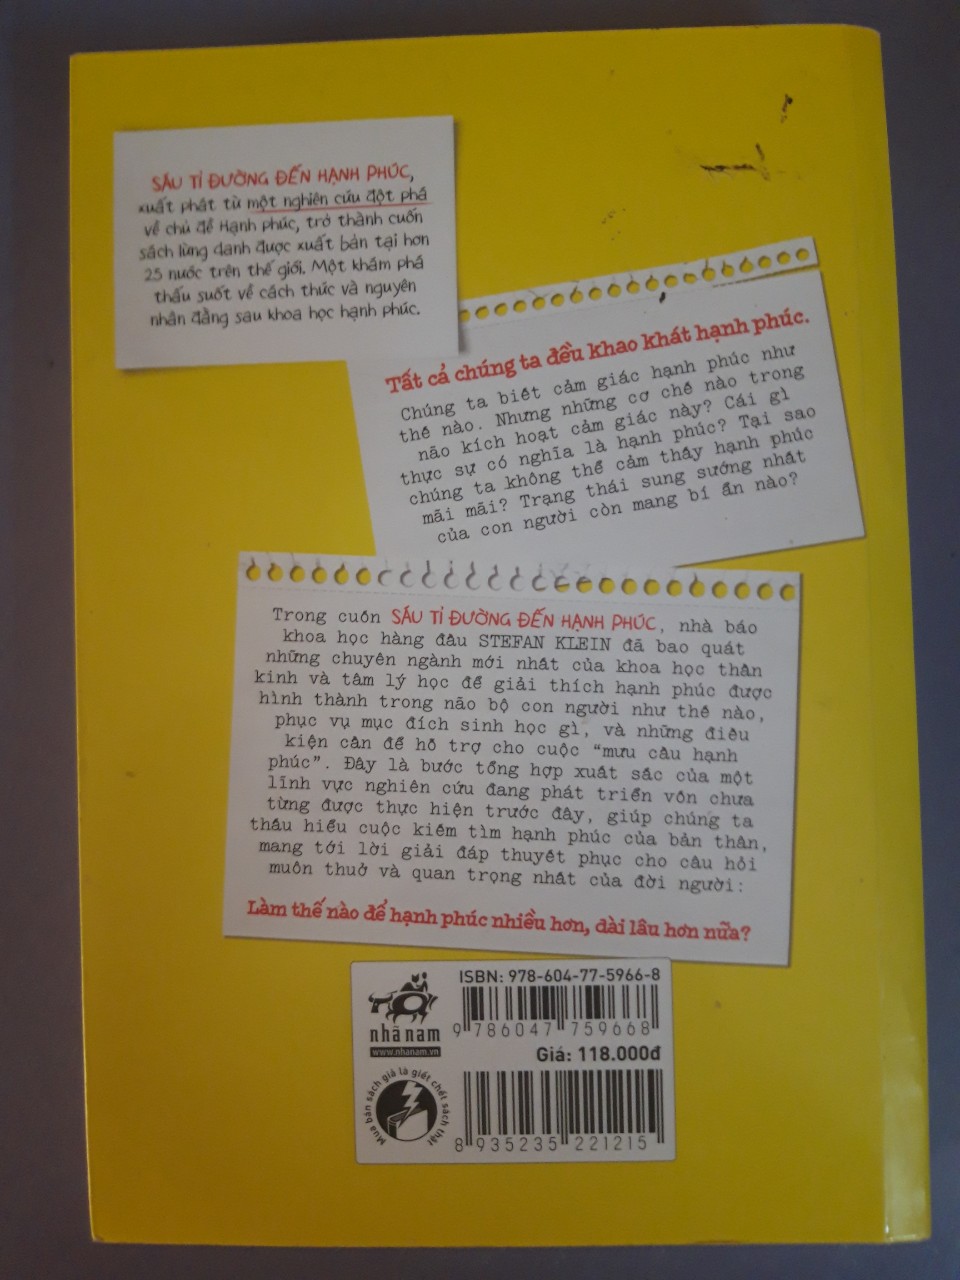 SÁU TỈ ĐƯỜNG ĐẾN HẠNH PHÚC,
xuất phát từ một nghiên cứu đột phá
về chủ đề Hạnh phúc, trở thành cuốn
sách lừng danh được xuất bản tại hơn
25 nước trên thế giới. Một khám phá
thấu suốt về cách thức và nguyên
nhân đằng sau khoa học hạnh phúc.
Tất cả chúng ta đều khao khát hạnh phúc.
Chúng ta biết cảm giác hạnh phúc như
thế nào. Nhưng những cơ chế nào trong
não kích hoạt cảm giác này? Cái gì
thực sự có nghĩa là hạnh phúc? Tại sao
chúng ta không thể cảm thấy hạnh phúc
mãi mãi? Trạng thái sung sướng nhất
của con người còn mang bí ẩn nào?
Trong cuốn SÁU TỈ ĐƯỜNG ĐẾN HẠNH PHÚC, nhà báo
khoa học hàng đầu STEFAN KLEIN đã bao quát
những chuyên ngành mới nhất của khoa học thần
kinh và tâm lý học để giải thích hạnh phúc được
hình thành trong não bộ con người như thế nào,
phục vụ mục đích sinh học gì, và những điều
kiện cần để hỗ trợ cho cuộc “mưu cầu hạnh
phúc”. Đây là bước tổng hợp xuất sắc của một
lĩnh vực nghiên cứu đang phát triển vốn chưa
từng được thực hiện trước đây, giúp chúng ta
thấu hiểu cuộc kiếm tìm hạnh phúc của bản thân,
mang tới lời giải đáp thuyết phục cho câu hỏi
muôn thuở và quan trọng nhất của đời người:
Làm thế nào để hạnh phúc nhiều hơn, dài lâu hơn nữa?
ISBN: 978-604-77-5966-8
9 786047 759668
nhã nam
www.nhanam.vn
Giá: 118.000đ
Mua bán sách giả là giết chết sách thật
8 935235 221215